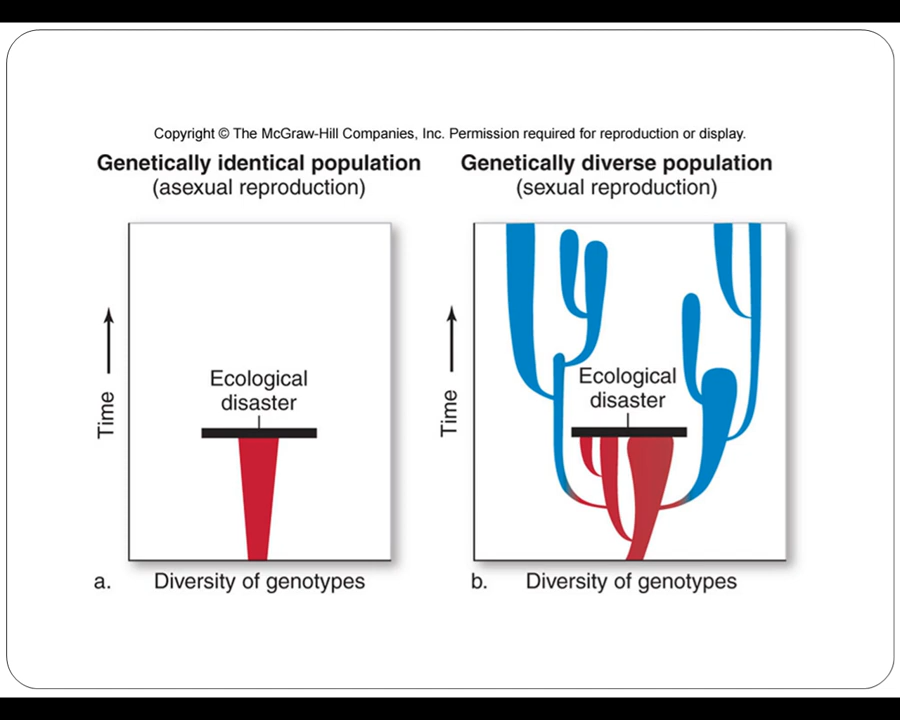 Copyright © The McGraw-Hill Companies, Inc. Permission required for reproduction or display.
Genetically identical population
(asexual reproduction)
Time
Ecological
disaster
a.
Diversity of genotypes
Genetically diverse population
(sexual reproduction)
Time
Ecological
disaster
b.
Diversity of genotypes